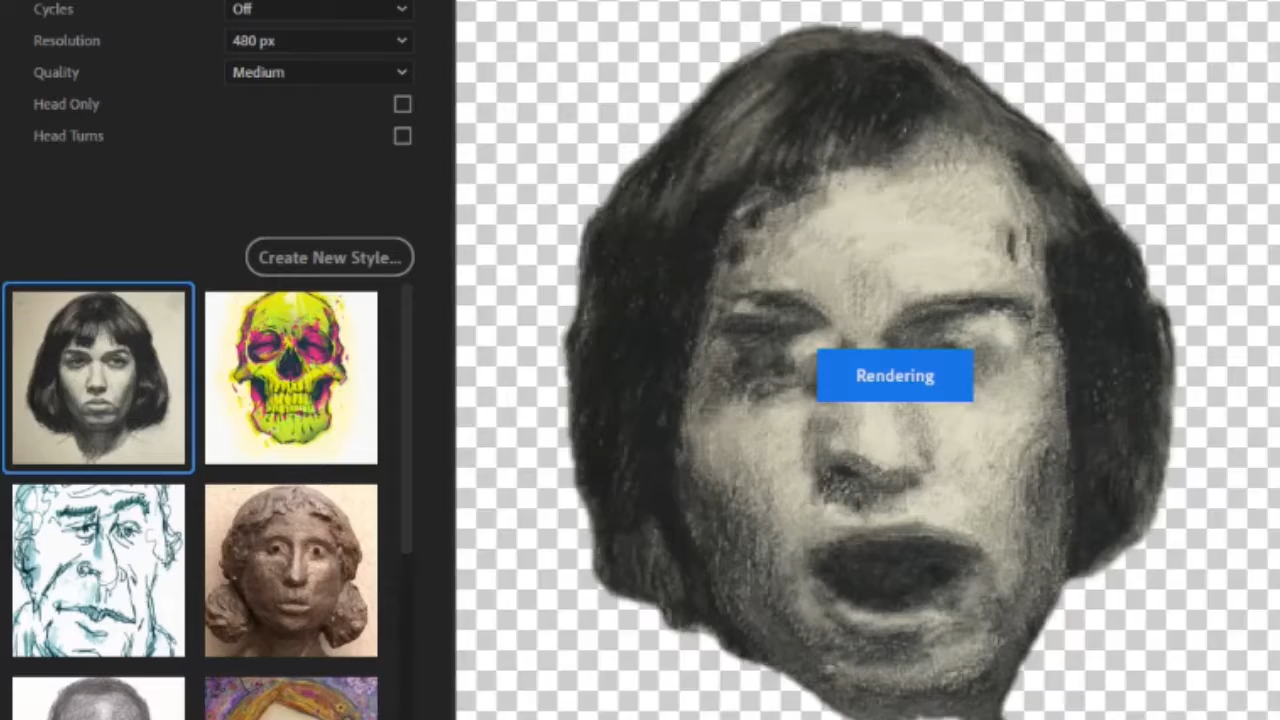 Cycles Off
Resolution 480 px
Quality Medium
Head Only
Head Turns
Create New Style...
Rendering